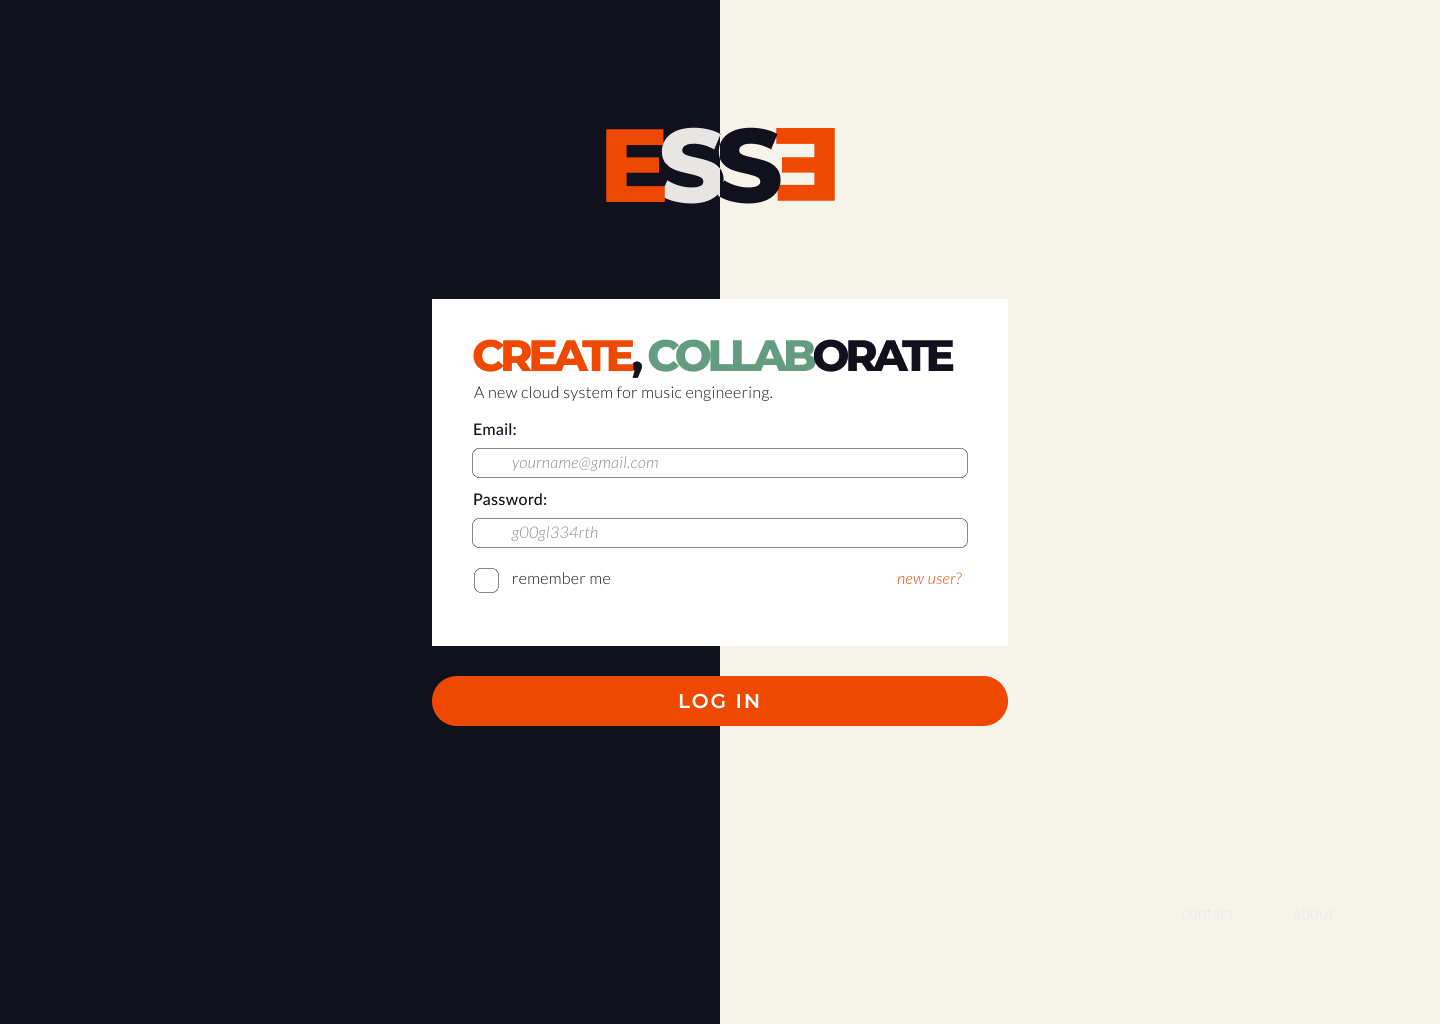 ESSE
CREATE, COLLABORATE
A new cloud system for music engineering.
Email:
yourname@gmail.com
Password:
g00gl334rth
remember me new user?
LOG IN
contact about